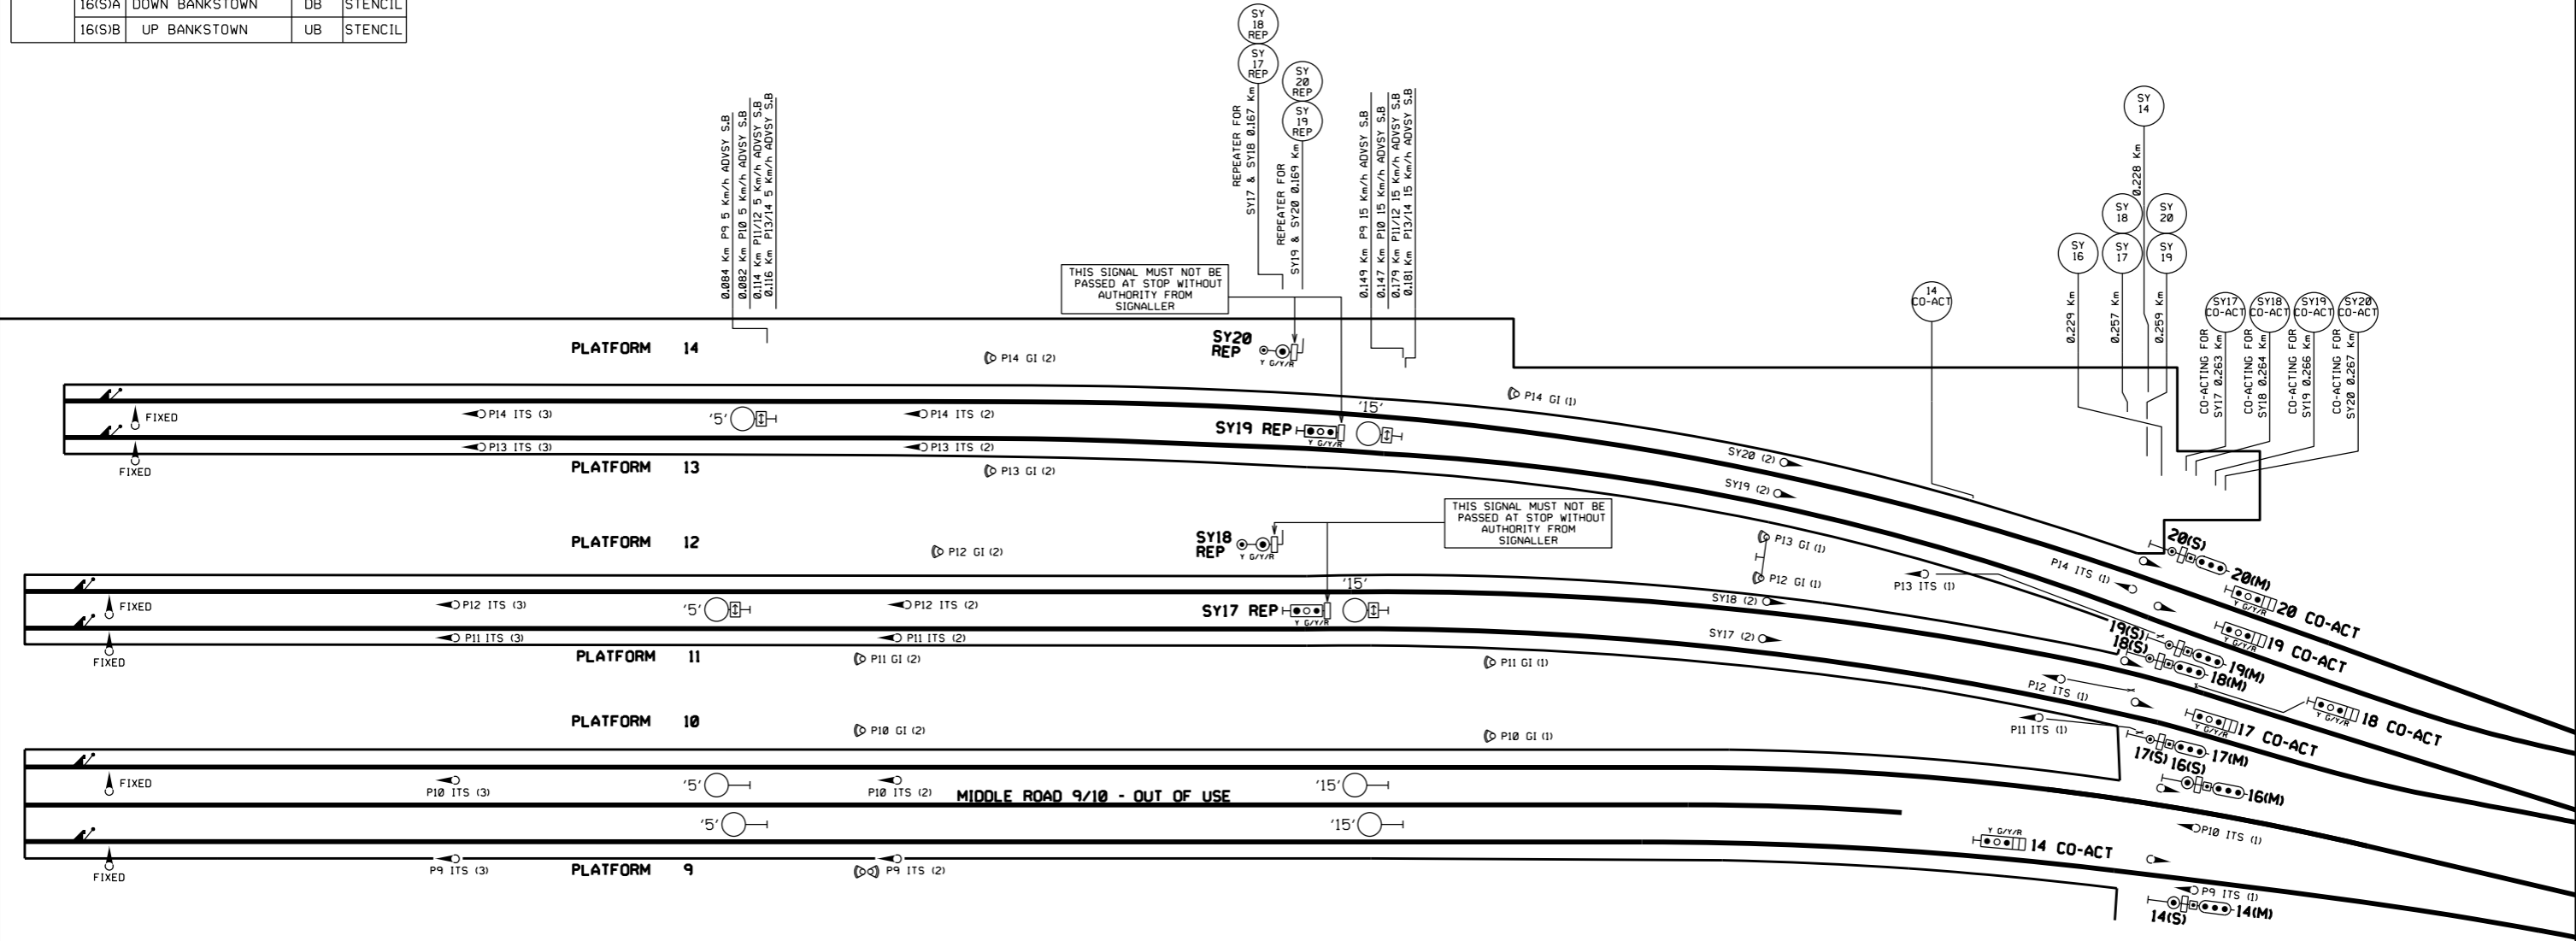 16(S)A DOWN BANKSTOWN DB STENCIL
16(S)B UP BANKSTOWN UB STENCIL
SY
18
REP
SY
17
REP
SY
20
REP
SY
19
REP
REPEATER FOR
SY17 & SY18 0.167 Km
REPEATER FOR
SY19 & SY20 0.169 Km
0.084 Km P9 5 Km/h ADVSY S.B
0.082 Km P10 5 Km/h ADVSY S.B
0.114 Km P11/12 5 Km/h ADVSY S.B
0.116 Km P13/14 5 Km/h ADVSY S.B
0.149 Km P9 15 Km/h ADVSY S.B
0.147 Km P10 15 Km/h ADVSY S.B
0.179 Km P11/12 15 Km/h ADVSY S.B
0.181 Km P13/14 15 Km/h ADVSY S.B
SY
14
0.228 Km
SY
18
SY
20
SY
16
SY
17
SY
19
0.229 Km
0.257 Km
0.259 Km
14
CO-ACT
SY17
CO-ACT
SY18
CO-ACT
SY19
CO-ACT
SY20
CO-ACT
CO-ACTING FOR
SY17 0.263 Km
CO-ACTING FOR
SY18 0.264 Km
CO-ACTING FOR
SY19 0.266 Km
CO-ACTING FOR
SY20 0.267 Km
THIS SIGNAL MUST NOT BE
PASSED AT STOP WITHOUT
AUTHORITY FROM
SIGNALLER
PLATFORM 14
P14 GI (2)
SY20
REP
Y G/Y/R
P14 GI (1)
FIXED
P14 ITS (3)
'5'
P14 ITS (2)
'15'
SY19 REP
Y G/Y/R
P13 ITS (3)
P13 ITS (2)
FIXED
PLATFORM 13
P13 GI (2)
SY20 (2)
SY19 (2)
THIS SIGNAL MUST NOT BE
PASSED AT STOP WITHOUT
AUTHORITY FROM
SIGNALLER
PLATFORM 12
P12 GI (2)
SY18
REP
Y G/Y/R
P13 GI (1)
P12 GI (1)
P13 ITS (1)
P14 ITS (1)
20(S)
20(M)
Y G/Y/R
20 CO-ACT
FIXED
P12 ITS (3)
'5'
P12 ITS (2)
'15'
SY17 REP
Y G/Y/R
SY18 (2)
SY17 (2)
P11 ITS (3)
P11 ITS (2)
FIXED
PLATFORM 11
P11 GI (2)
P11 GI (1)
19(S)
18(S)
Y G/Y/R
19 CO-ACT
19(M)
18(M)
P12 ITS (1)
P11 ITS (1)
Y G/Y/R
18 CO-ACT
Y G/Y/R
17 CO-ACT
17(S)
17(M)
16(S)
16(M)
PLATFORM 10
P10 GI (2)
P10 GI (1)
FIXED
P10 ITS (3)
'5'
P10 ITS (2)
MIDDLE ROAD 9/10 - OUT OF USE
'15'
'5'
'15'
P10 ITS (1)
Y G/Y/R
14 CO-ACT
FIXED
P9 ITS (3)
PLATFORM 9
P9 ITS (2)
P9 ITS (1)
14(S)
14(M)